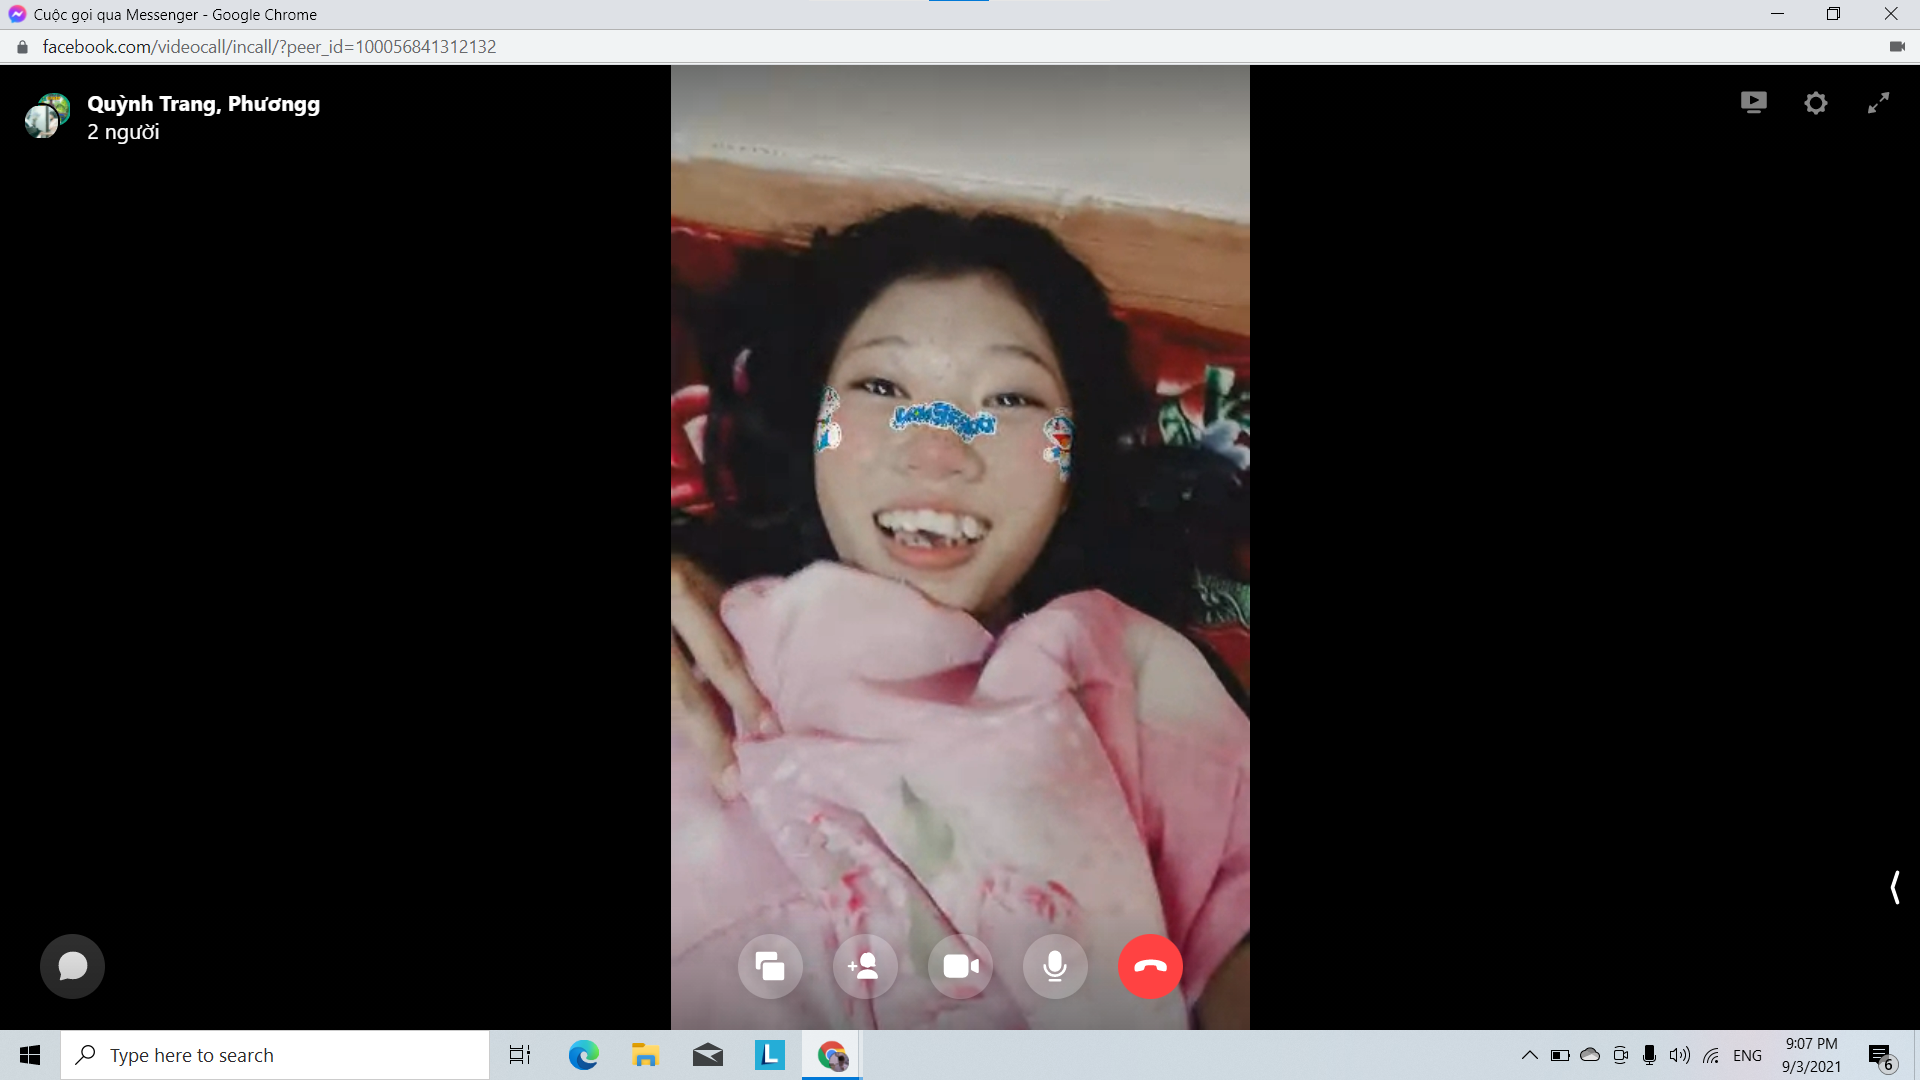 Cuộc gọi qua Messenger - Google Chrome
facebook.com/videocall/incall/?peer_id=100056841312132
Quỳnh Trang, Phươngg
2 người
Type here to search
L
ENG
9:07 PM
9/3/2021
6